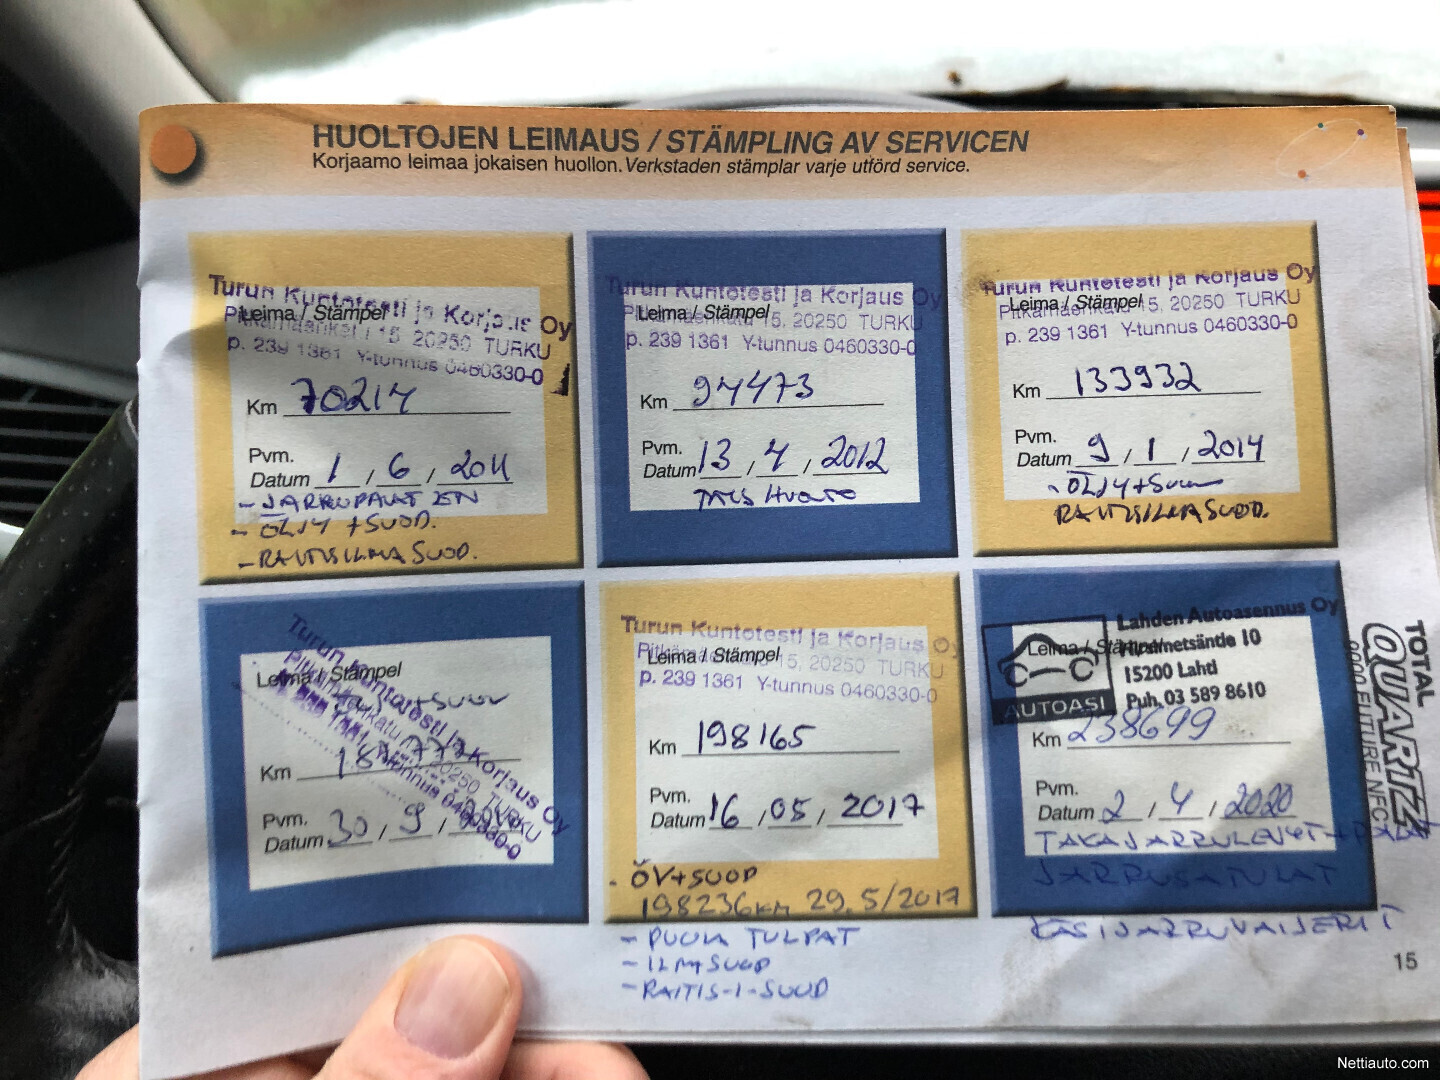 HUOLTOJEN LEIMAUS / STÄMPLING AV SERVICEN
Korjaamo leimaa jokaisen huollon. Verkstaden stämplar varje utförd service.
Turun Kuntotesti ja Korjaus Oy
Leima / Stämpel
15 20250 TURKU
p. 239 1361 Y-tunnus 0460330-0
Km 70214
Pvm.
Datum 1 / 6 / 2011
- JARRUPALAT
- ÖLJY + SUOD.
- RAITISILMASUOD.
Turun Kuntotesti ja Korjaus Oy
Leima / Stämpel
15, 20250 TURKU
p. 239 1361 Y-tunnus 0460330-0
Km 94473
Pvm.
Datum 13 / 4 / 2012
Turun Kuntotesti ja Korjaus Oy
Leima / Stämpel
15, 20250 TURKU
p. 239 1361 Y-tunnus 0460330-0
Km 133932
Pvm.
Datum 9 / 1 / 2014
- ÖLJY + SUOD
RAITISILMASUOD.
Turun Kuntotesti ja Korjaus Oy
Leima / Stämpel
20250 TURKU
Km
Pvm.
Datum 30 / 9 /
Turun Kuntotesti ja Korjaus Oy
Leima / Stämpel
Pitkämäenkatu 15, 20250 TURKU
p. 239 1361 Y-tunnus 0460330-0
Km 198165
Pvm.
Datum 16 / 05 / 2017
- ÖV+SUOD
198236km 29.5/2017
- PUOLA TULPAT
- ILMASUOD
- RAITIS-I-SUOD
Lahden Autoasennus Oy
Leima / Stämpel
10
15200 Lahti
Puh. 03 589 8610
AUTOASI
Km 238699
Pvm.
Datum 2 / 4 / 2020
TAKAJARRULEVYT + PALAT
JARRUSATULAT
KÄSIJARRUVAIJERIT
TOTAL
QUARTZ
9000 FUTURE NFC
15
Nettiauto.com